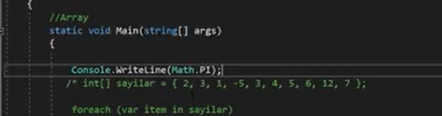 {
//Array
static void Main(string[] args)
{
Console.WriteLine(Math.PI);
/* int[] sayilar = { 2, 3, 1, -5, 3, 4, 5, 6, 12, 7 };
foreach (var item in sayilar)